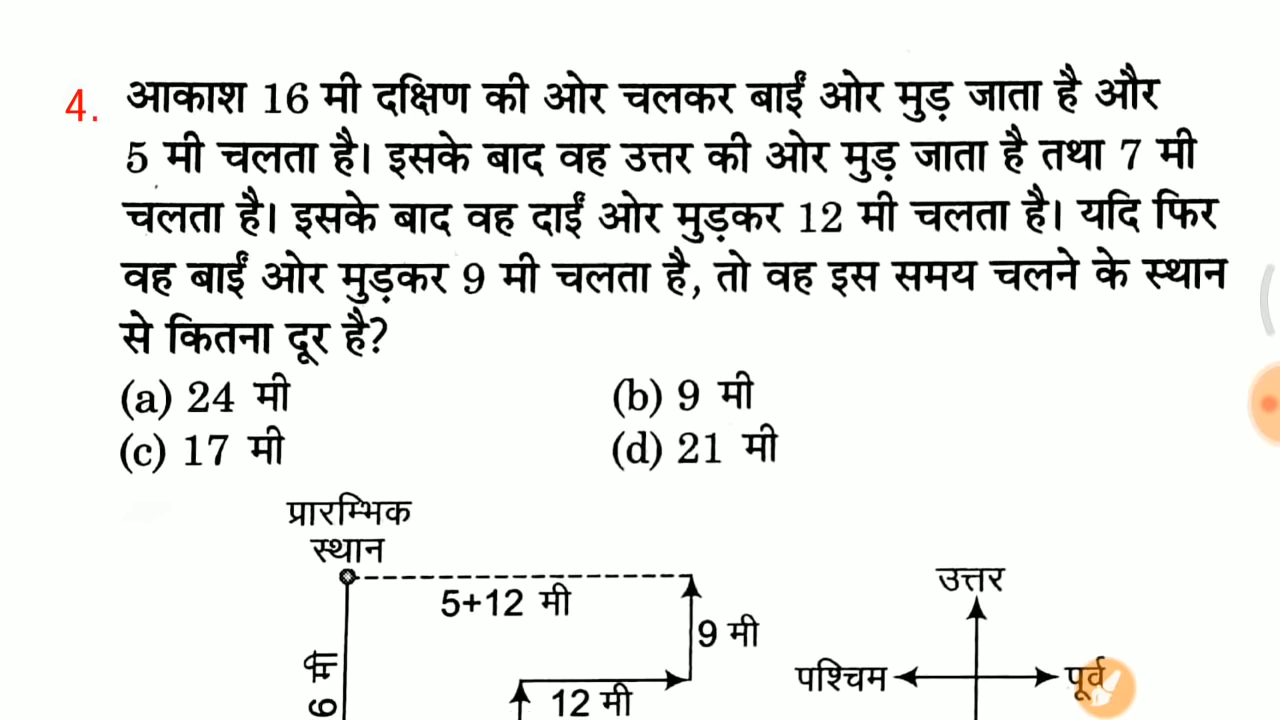 4. आकाश 16 मी दक्षिण की ओर चलकर बाईं ओर मुड़ जाता है और
5 मी चलता है। इसके बाद वह उत्तर की ओर मुड़ जाता है तथा 7 मी
चलता है। इसके बाद वह दाईं ओर मुड़कर 12 मी चलता है। यदि फिर
वह बाईं ओर मुड़कर 9 मी चलता है, तो वह इस समय चलने के स्थान
से कितना दूर है?
(a) 24 मी (b) 9 मी
(c) 17 मी (d) 21 मी
प्रारम्भिक
स्थान
उत्तर
5+12 मी
9 मी
6 मी
पश्चिम पूर्व
12 मी